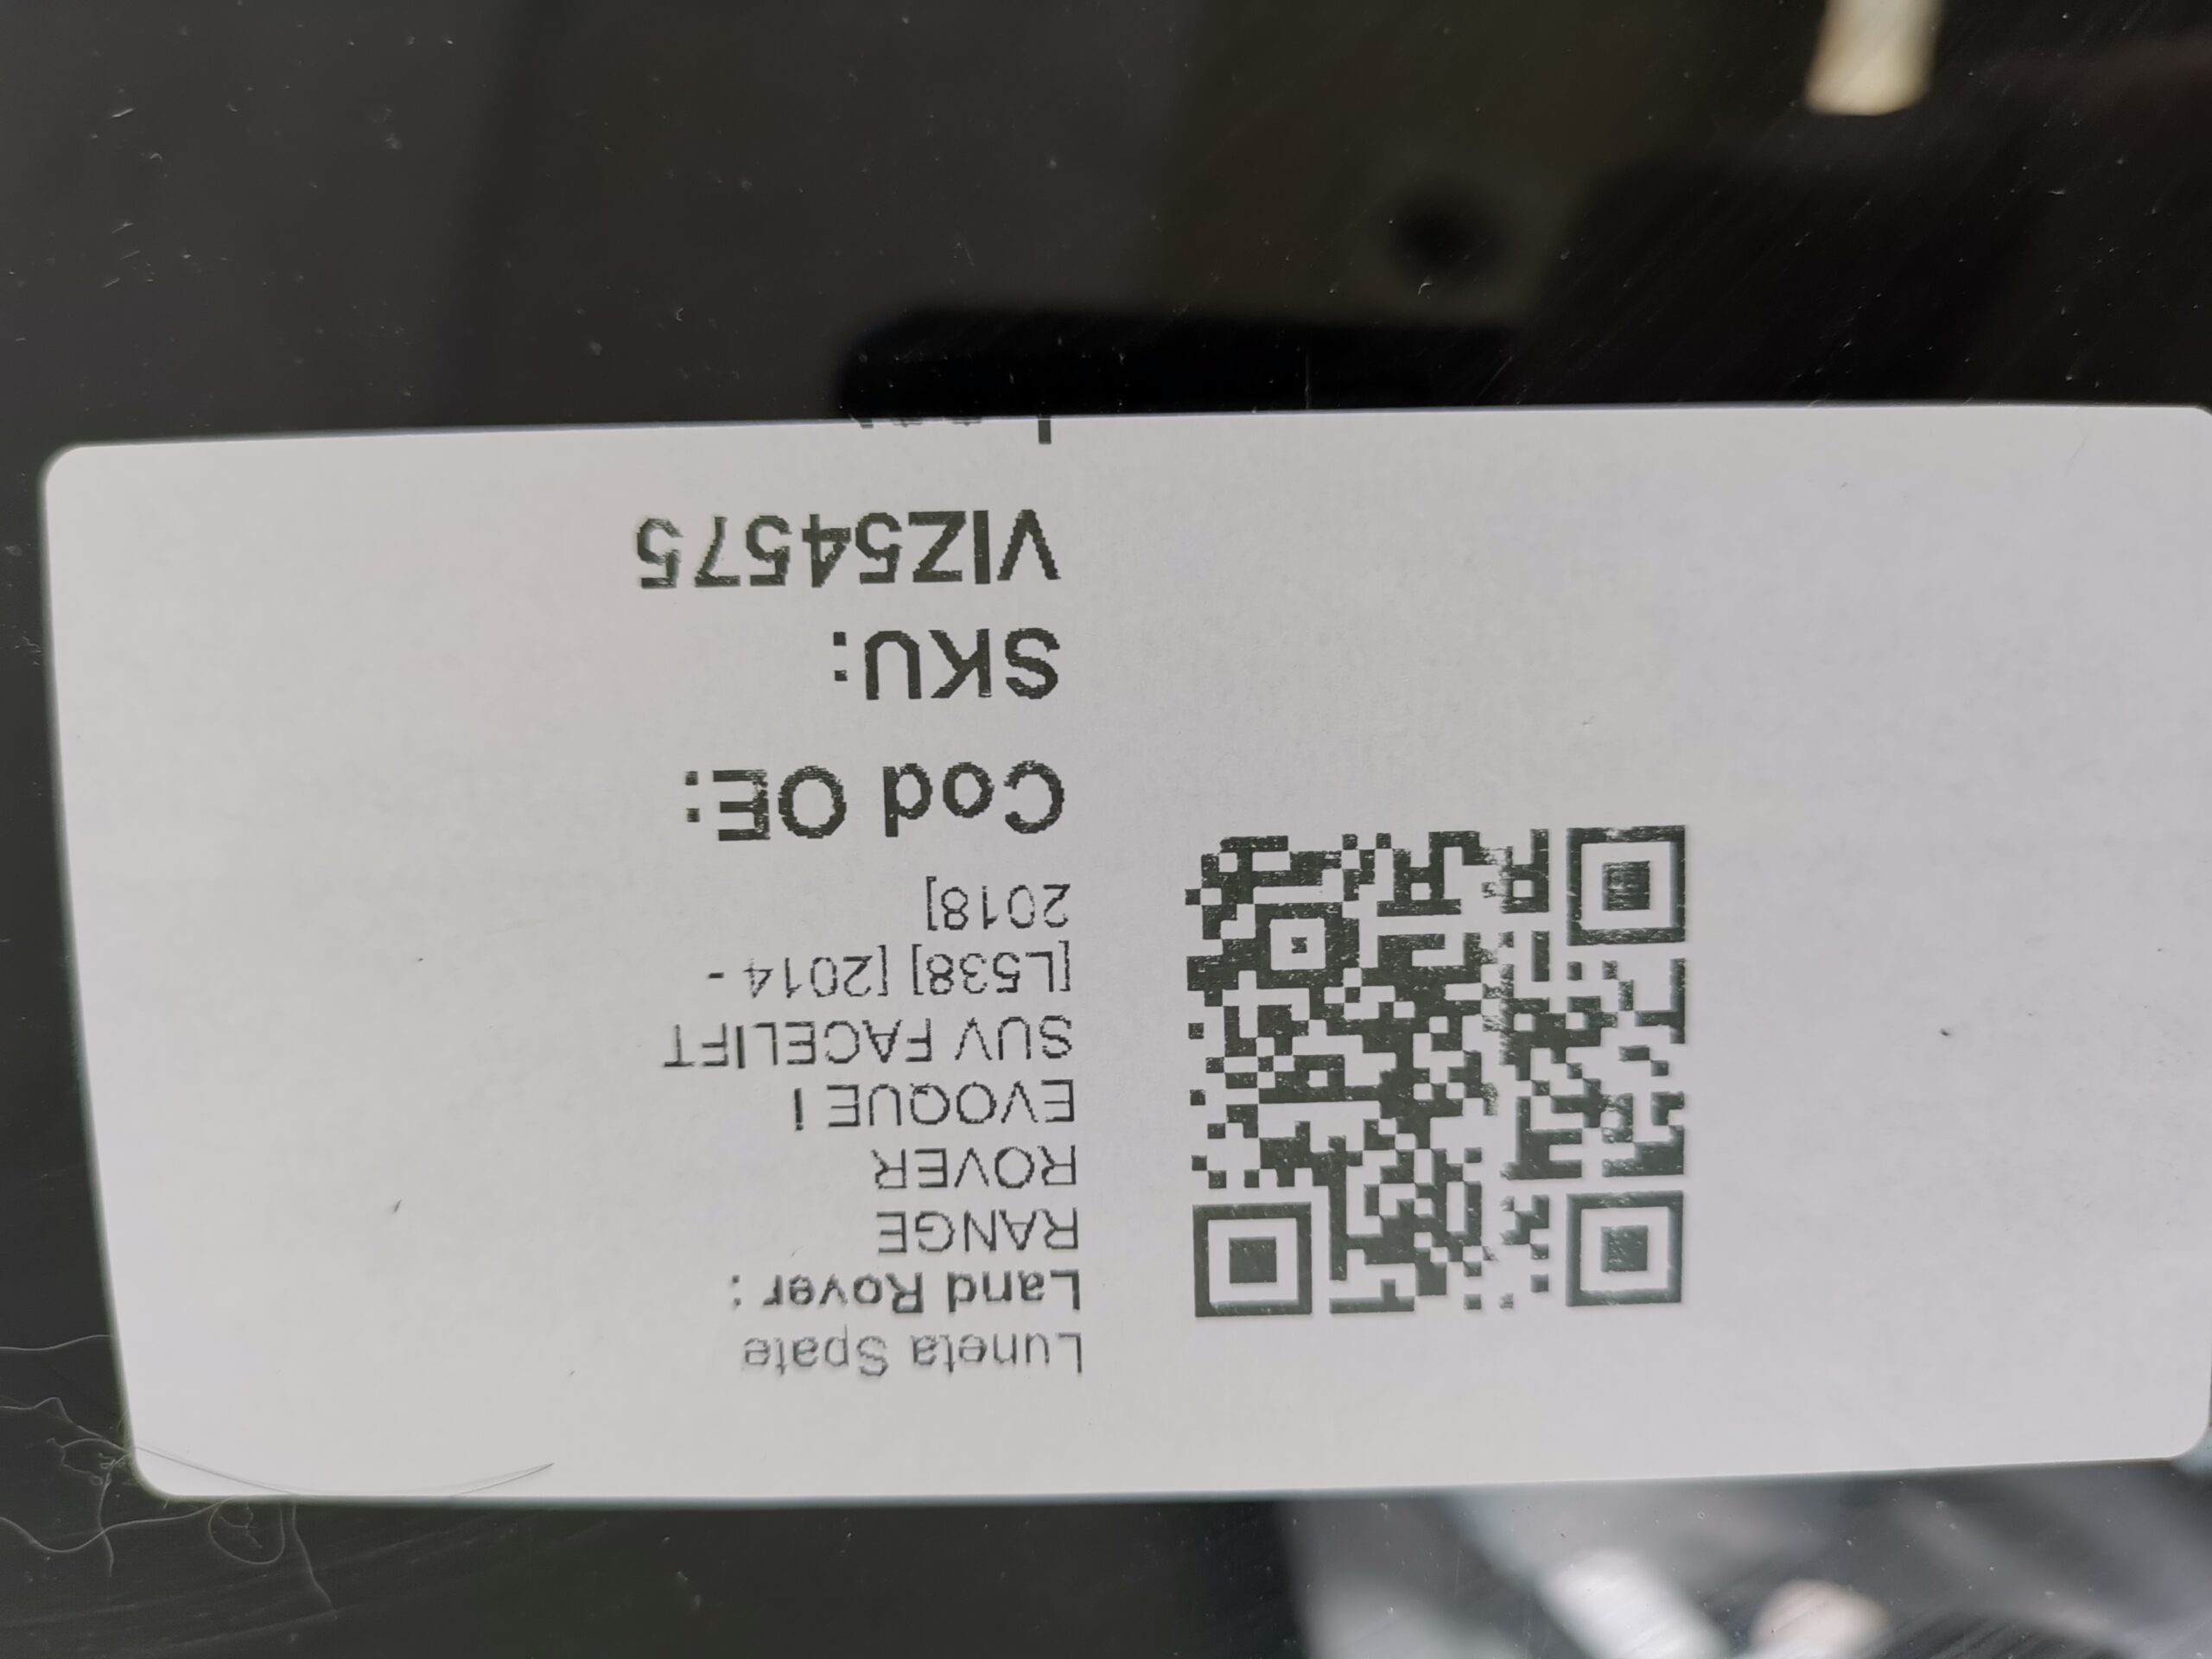 Luneta Spate
Land Rover :
RANGE
ROVER
EVOQUE I
SUV FACELIFT
[L538] [2014 -
2018]
Cod OE:
SKU:
VIZ54575